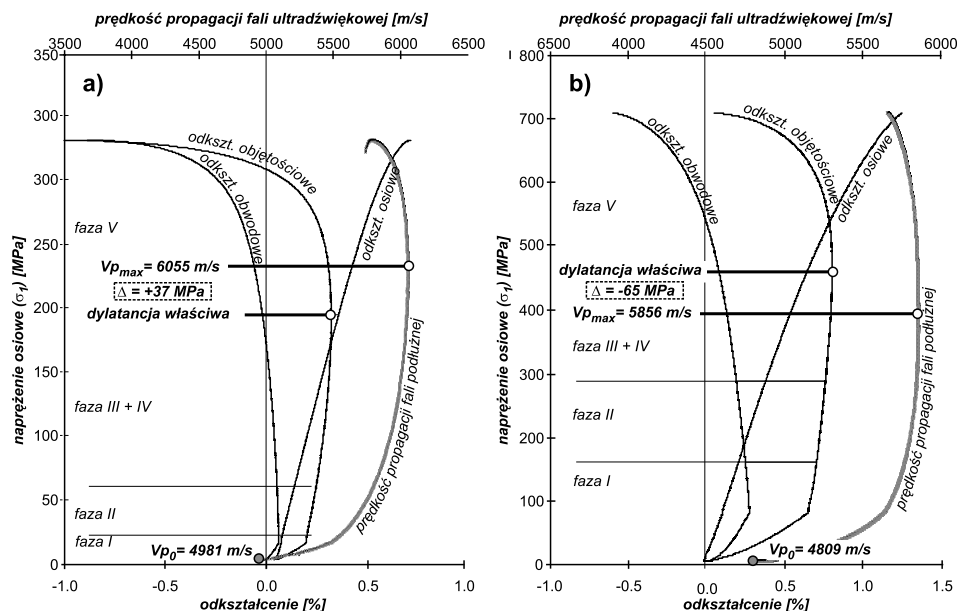 prędkość propagacji fali ultradźwiękowej [m/s]
3500 4000 4500 5000 5500 6000 6500
350
a)
300
300
250
200
150
100
50
0
naprężenie osiowe (σ1) [MPa]
odkszt. objętościowe
odkszt. obwodowe
odkszt. osiowe
faza V
Vpmax= 6055 m/s
Δ = +37 MPa
dylatancja właściwa
faza III + IV
faza II
faza I
Vp0= 4981 m/s
prędkość propagacji fali podłużnej
-1.0 -0.5 0.0 0.5 1.0
odkształcenie [%]
prędkość propagacji fali ultradźwiękowej [m/s]
6500 4000 4500 5000 5500 6000
800
b)
700
600
500
400
300
200
100
0
naprężenie osiowe (σ1) [MPa]
odkszt. objętościowe
odkszt. obwodowe
odkszt. osiowe
faza V
dylatancja właściwa
Δ = -65 MPa
Vpmax= 5856 m/s
faza III + IV
faza II
faza I
Vp0= 4809 m/s
prędkość propagacji fali podłużnej
-1.0 -0.5 0.0 0.5 1.0 1.5
odkształcenie [%]